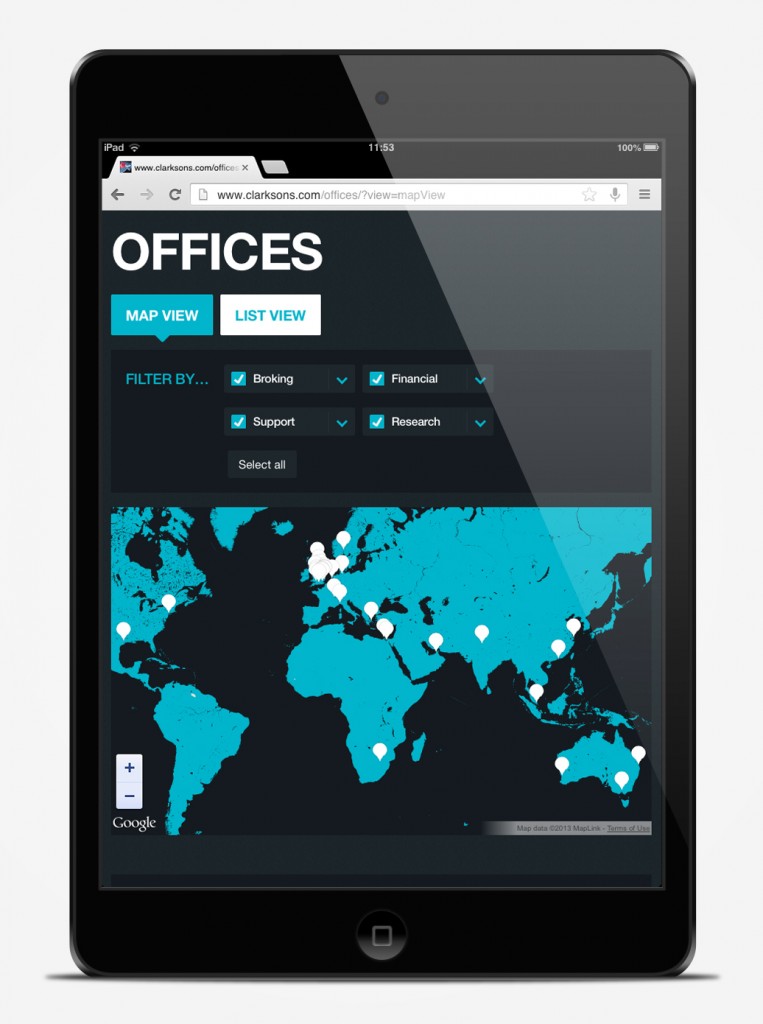 iPad 11:53 100%
www.clarksons.com/offices
www.clarksons.com/offices/?view=mapView
OFFICES
MAP VIEW LIST VIEW
FILTER BY... Broking Financial
Support Research
Select all
+
−
Google
Map data ©2013 MapLink - Terms of Use